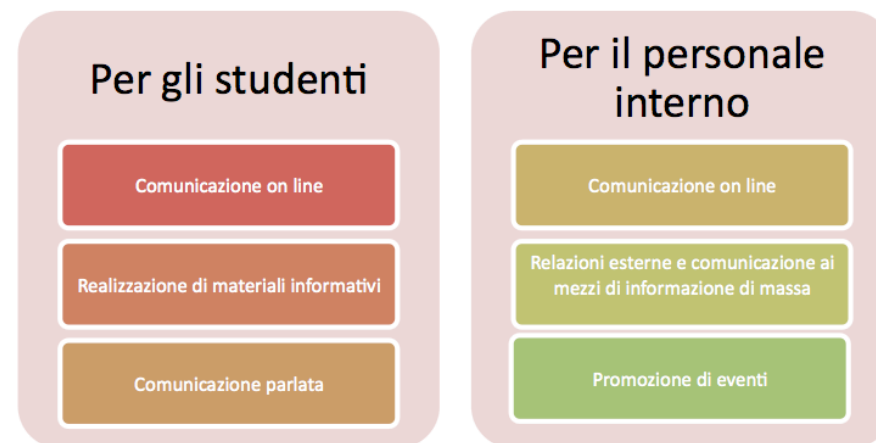 Per gli studenti
Comunicazione on line
Realizzazione di materiali informativi
Comunicazione parlata
Per il personale
interno
Comunicazione on line
Relazioni esterne e comunicazione ai
mezzi di informazione di massa
Promozione di eventi